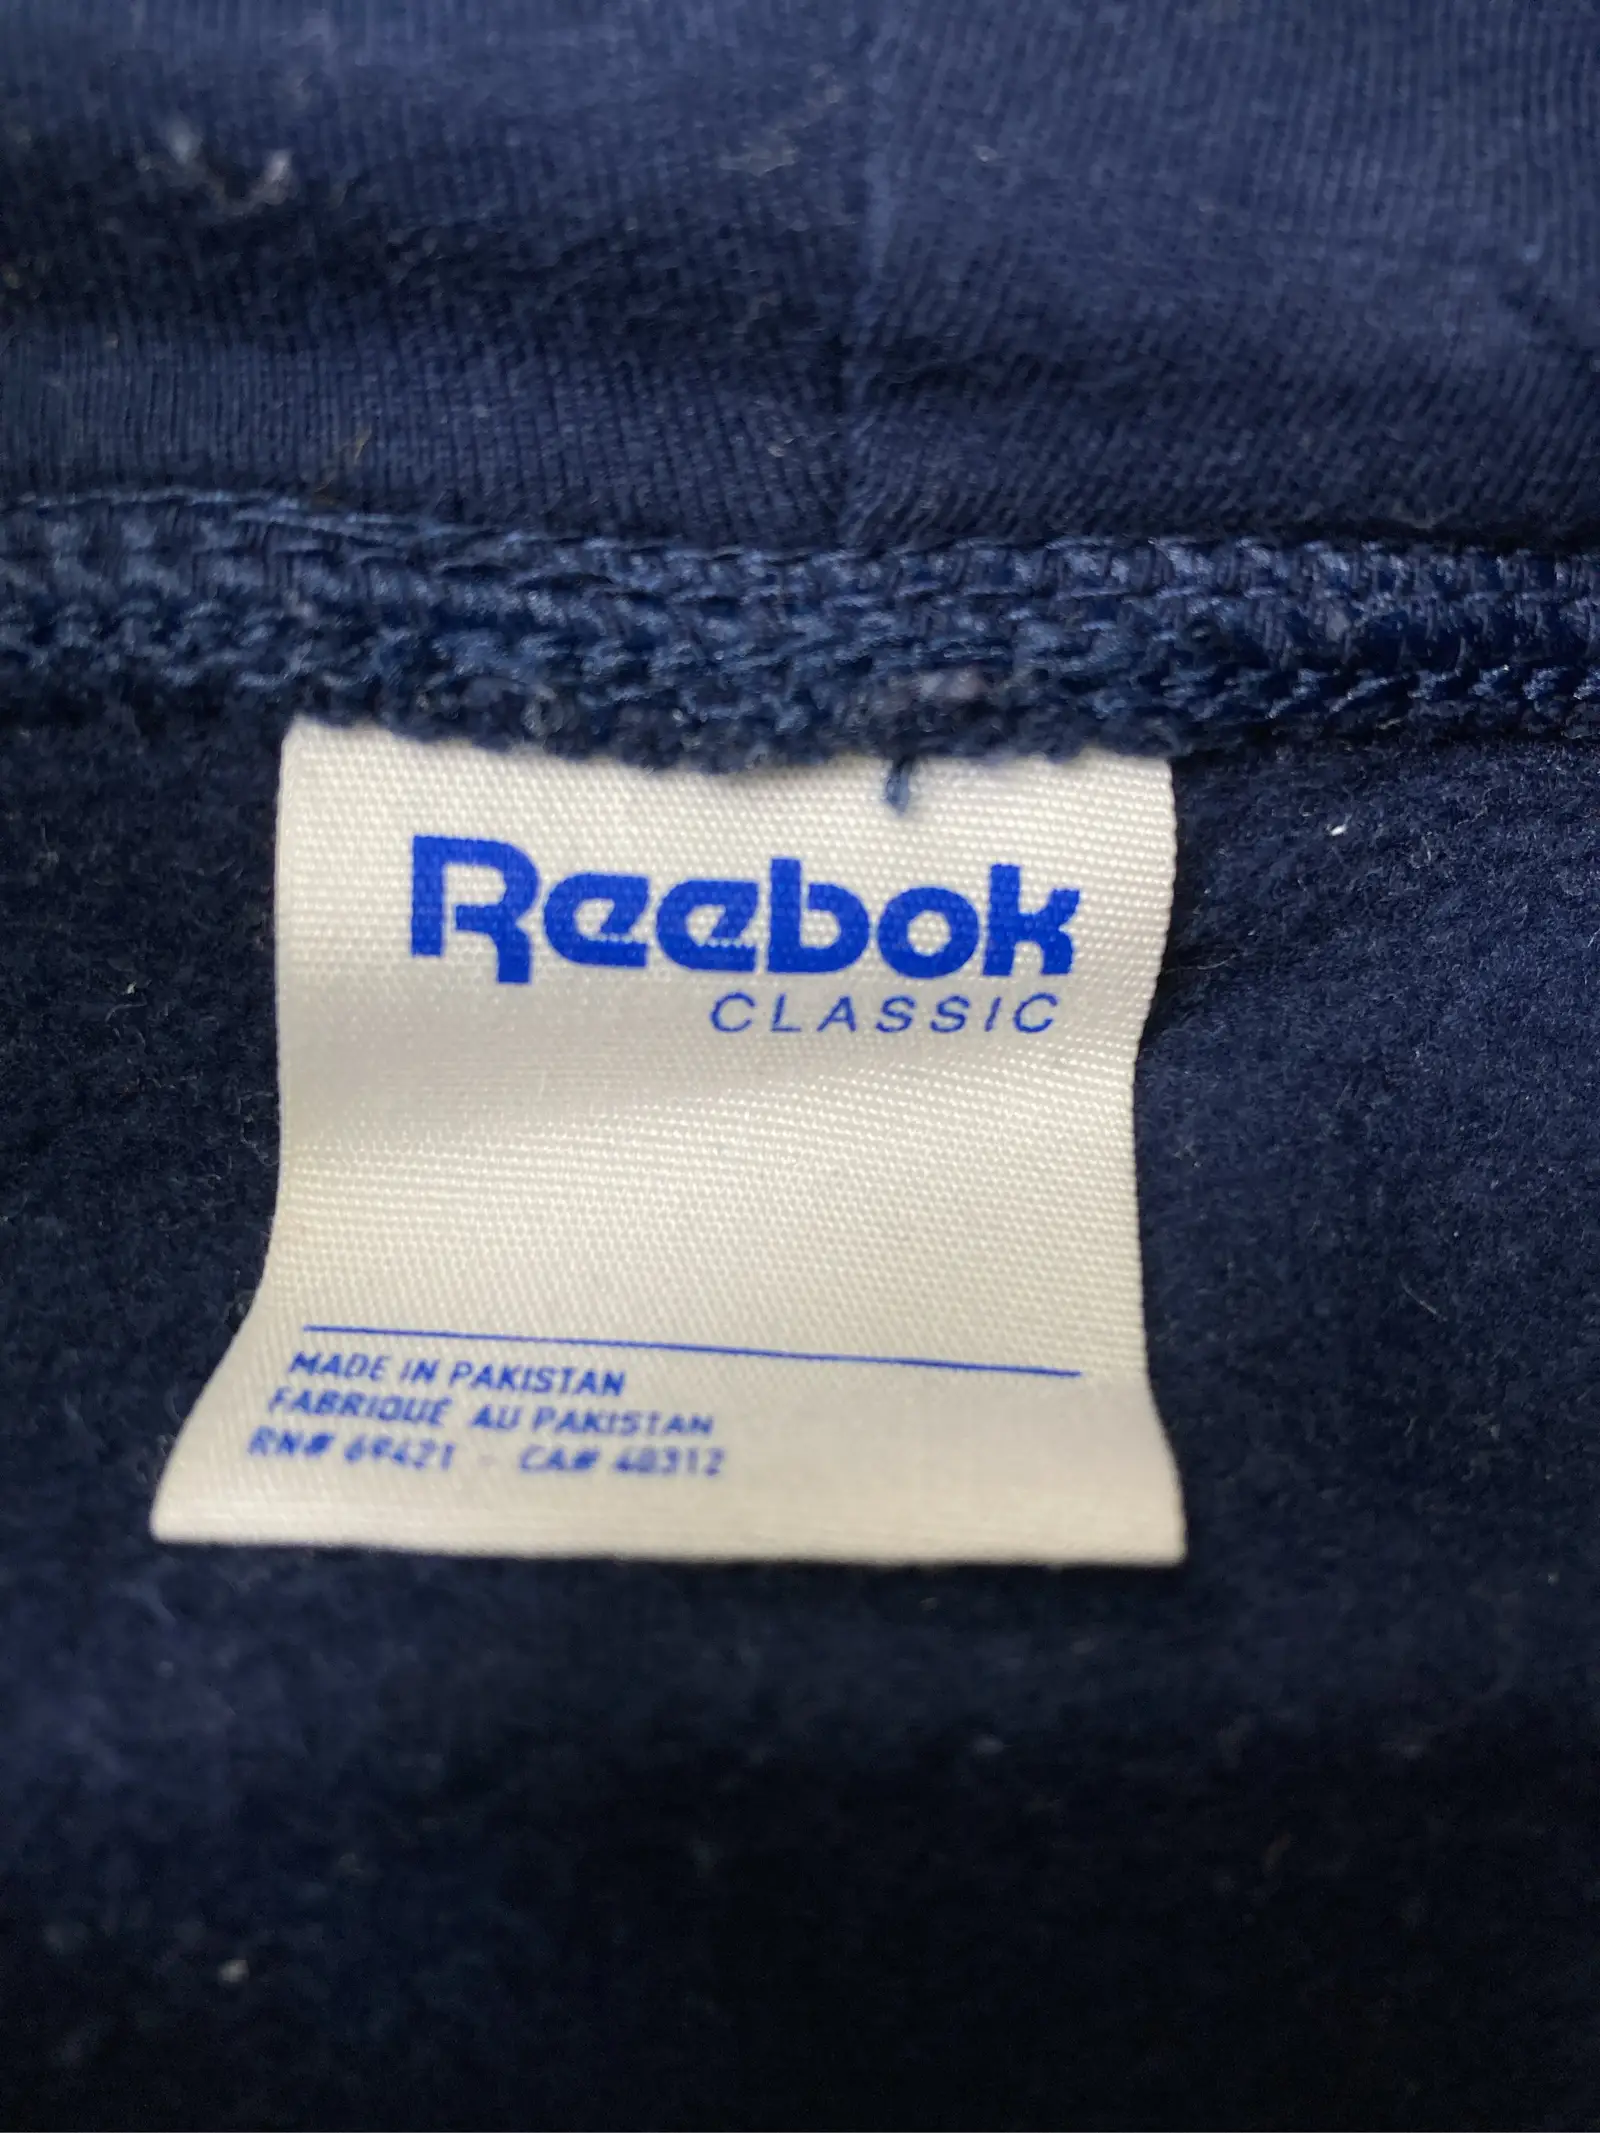 Reebok
CLASSIC
MADE IN PAKISTAN
FABRIQUÉ AU PAKISTAN
RN# 69421 - CA# 40312